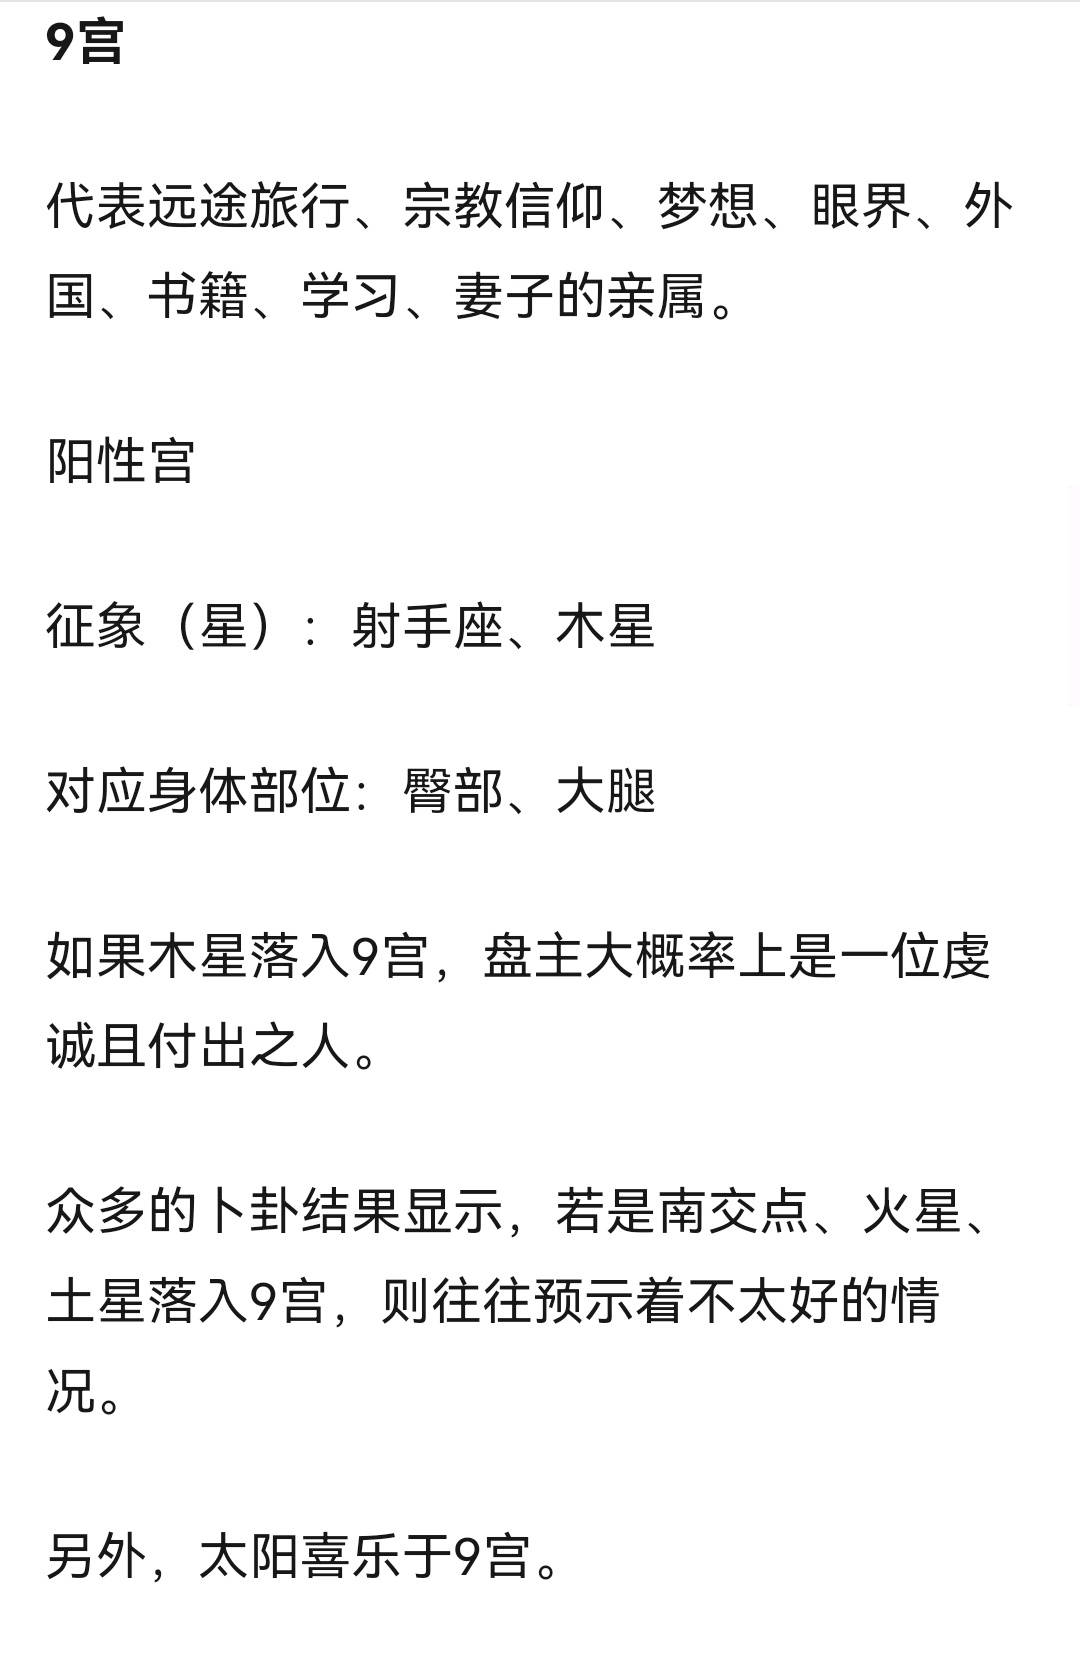 9宫
代表远途旅行、宗教信仰、梦想、眼界、外
国、书籍、学习、妻子的亲属。
阳性宫
征象（星）：射手座、木星
对应身体部位：臀部、大腿
如果木星落入9宫，盘主大概率上是一位虔
诚且付出之人。
众多的卜卦结果显示，若是南交点、火星、
土星落入9宫，则往往预示着不太好的情
况。
另外，太阳喜乐于9宫。